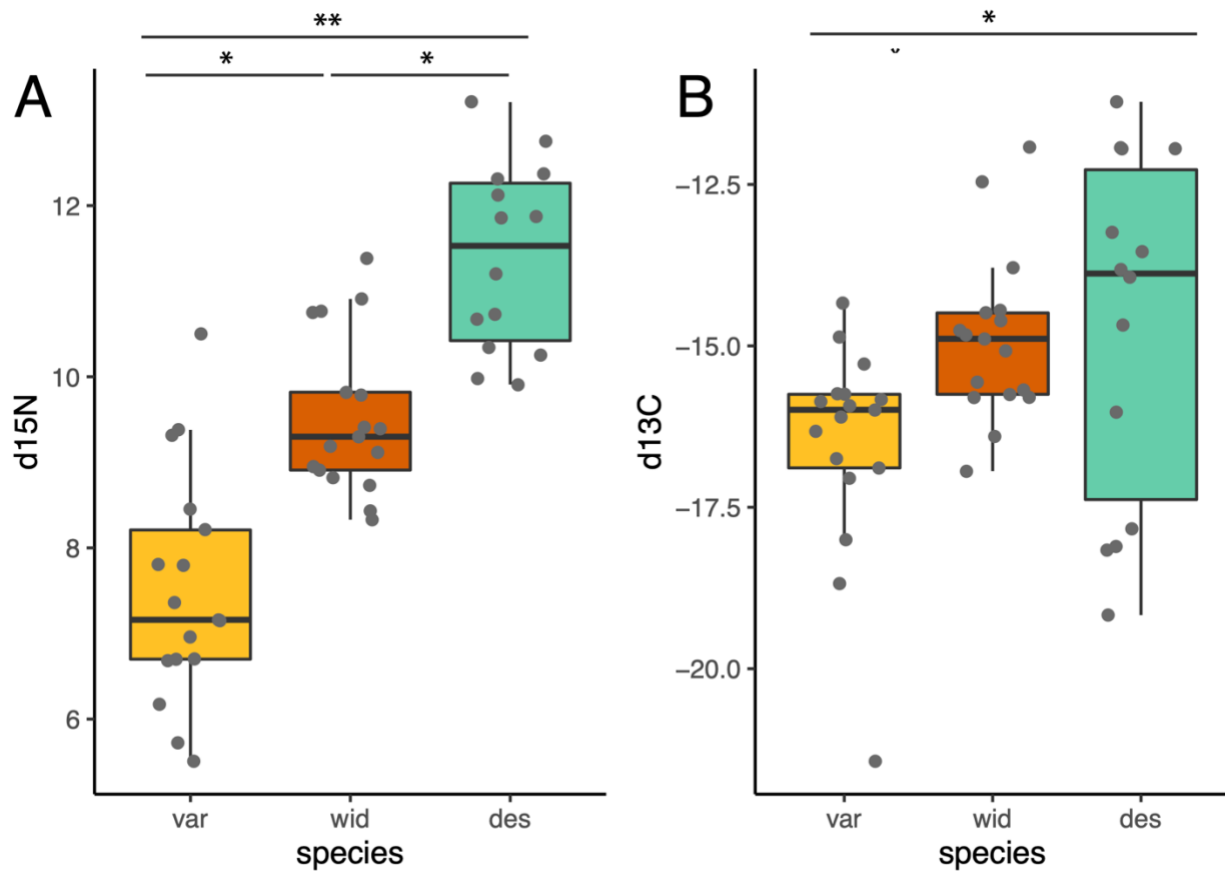 **
*
*
*
A
B
d15N
12
10
8
6
var
wid
des
species
d13C
−12.5
−15.0
−17.5
−20.0
var
wid
des
species